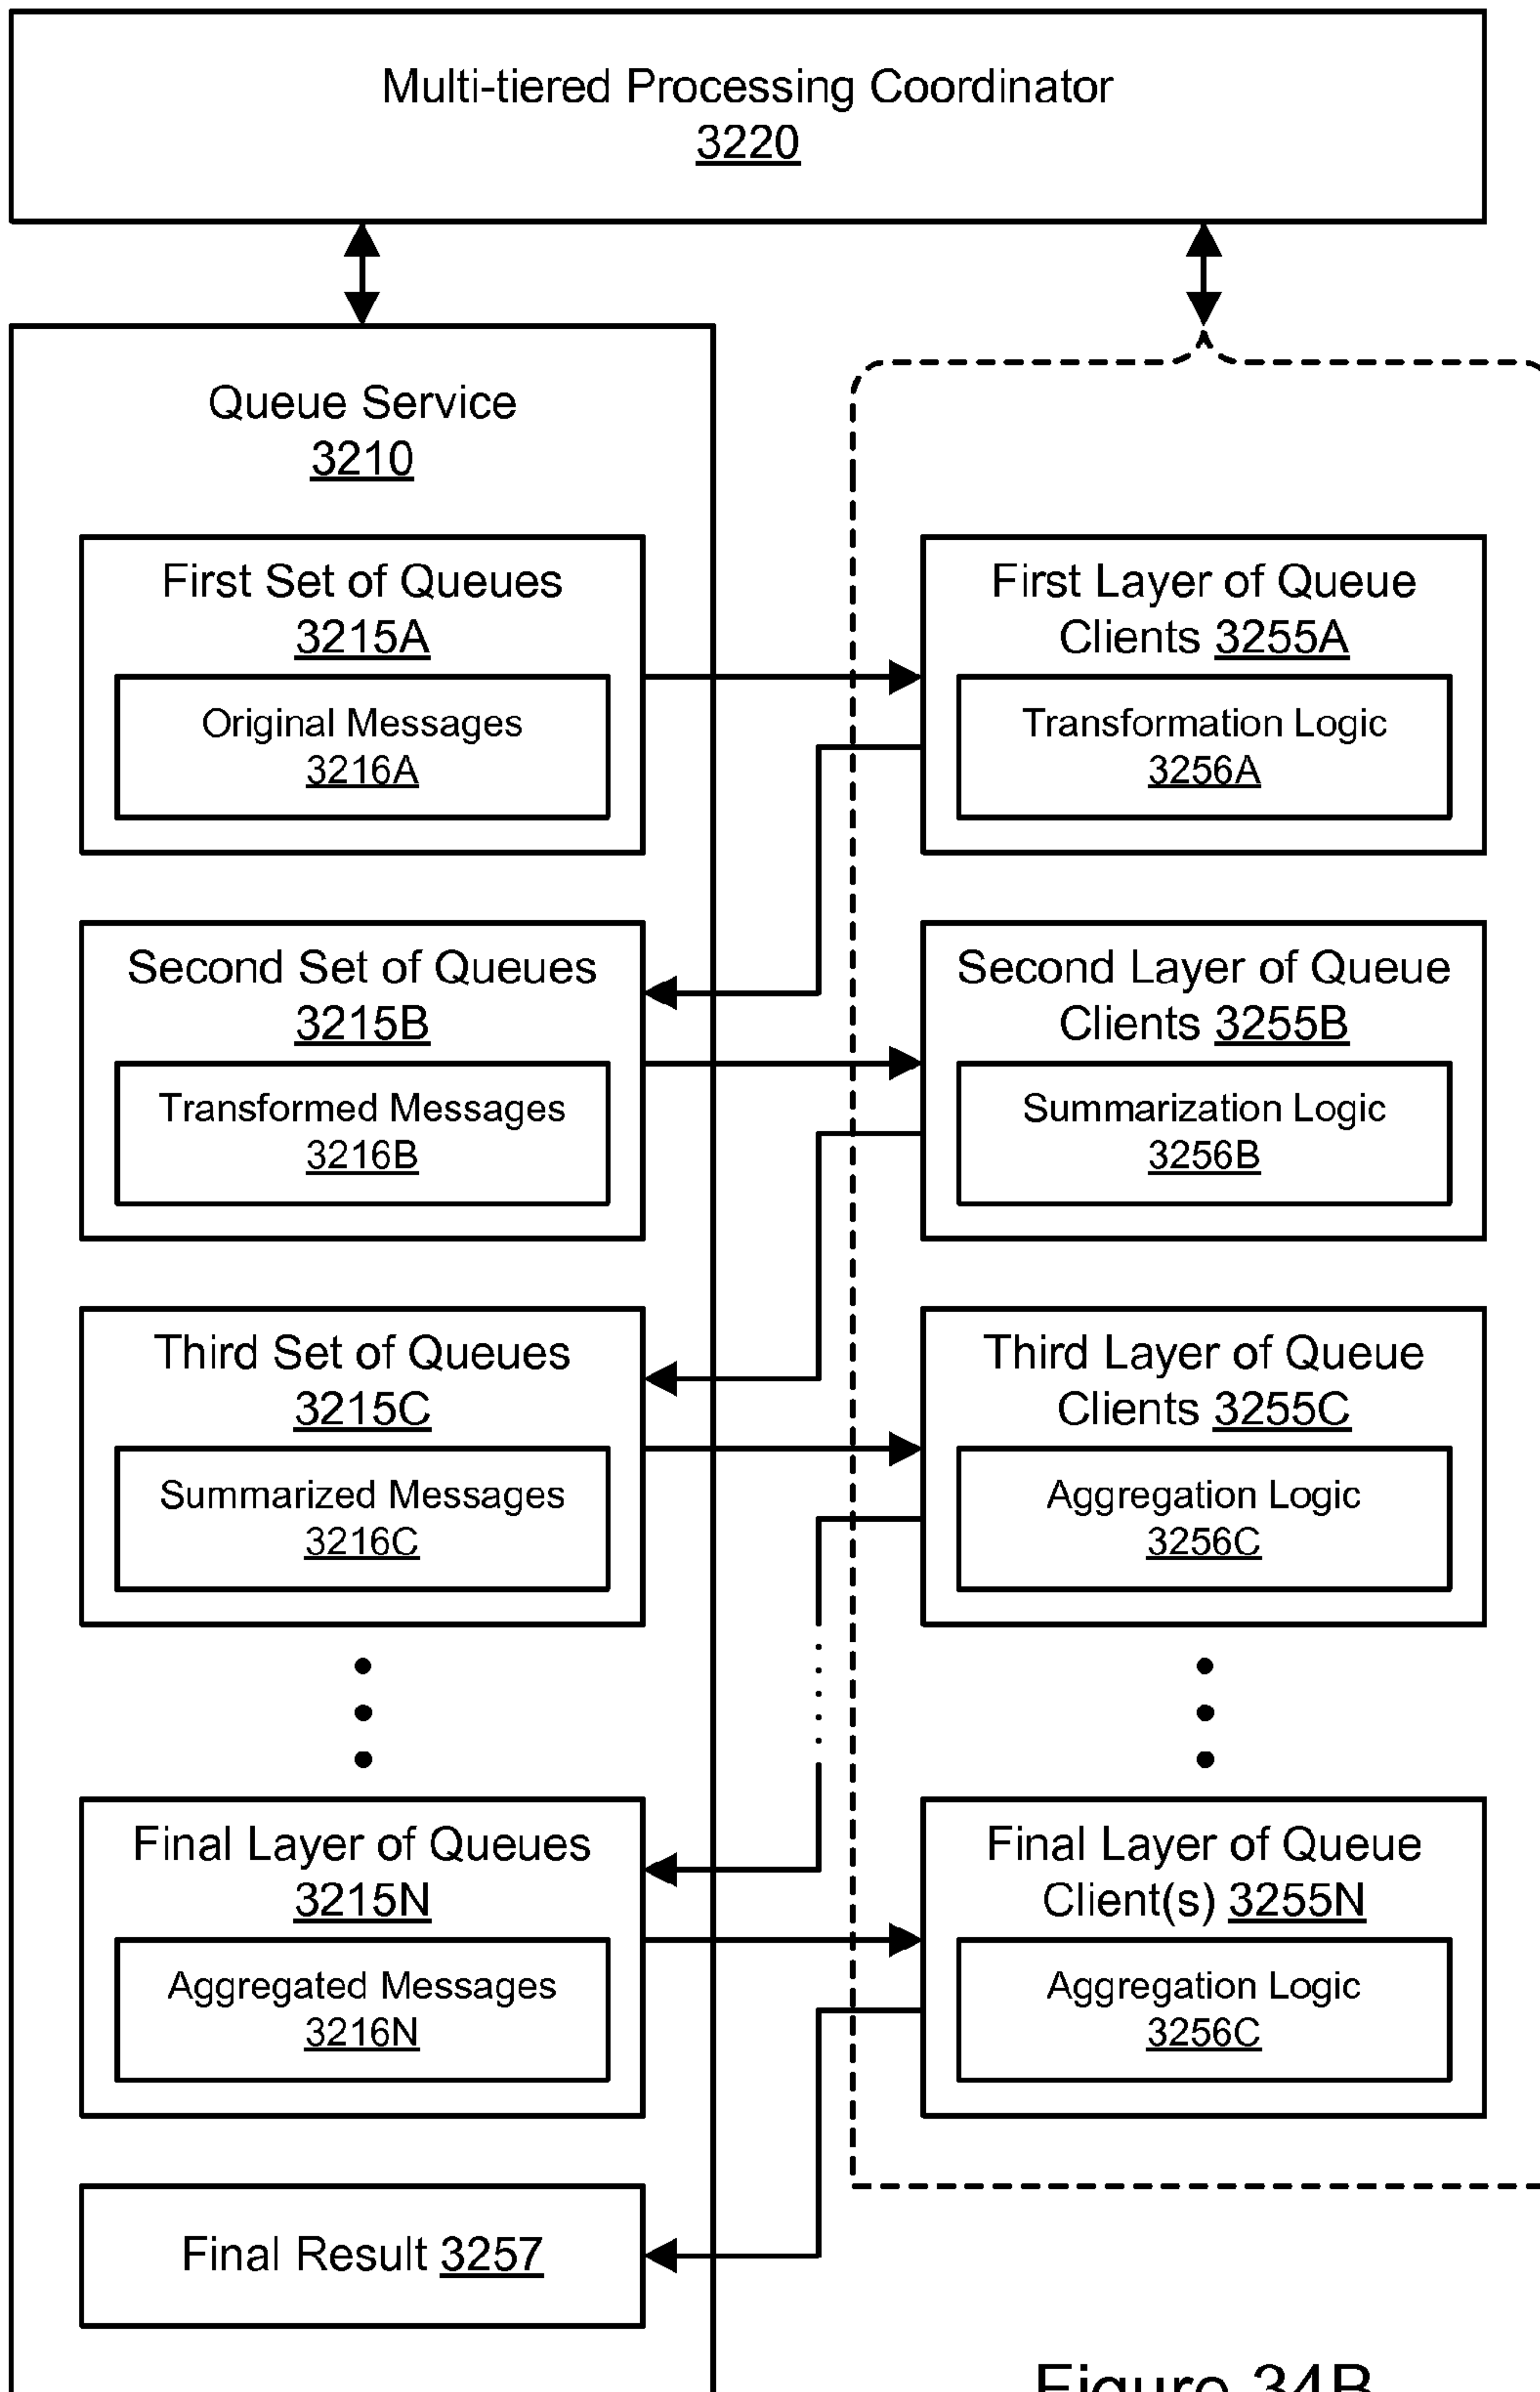 Multi-tiered Processing Coordinator
3220
Queue Service
3210
First Set of Queues
3215A
Original Messages
3216A
First Layer of Queue
Clients 3255A
Transformation Logic
3256A
Second Set of Queues
3215B
Transformed Messages
3216B
Second Layer of Queue
Clients 3255B
Summarization Logic
3256B
Third Set of Queues
3215C
Summarized Messages
3216C
Third Layer of Queue
Clients 3255C
Aggregation Logic
3256C
Final Layer of Queues
3215N
Aggregated Messages
3216N
Final Layer of Queue
Client(s) 3255N
Aggregation Logic
3256C
Final Result 3257
Figure 34B